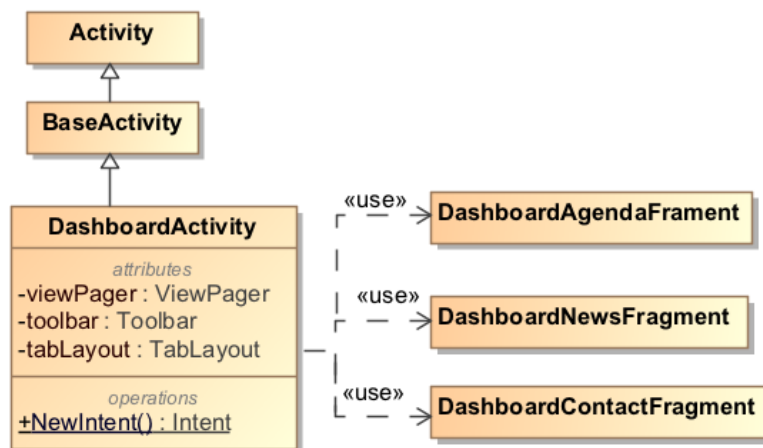 Activity
BaseActivity
DashboardActivity
attributes
-viewPager : ViewPager
-toolbar : Toolbar
-tabLayout : TabLayout
operations
+NewIntent() : Intent
«use»
DashboardAgendaFrament
«use»
DashboardNewsFragment
«use»
DashboardContactFragment